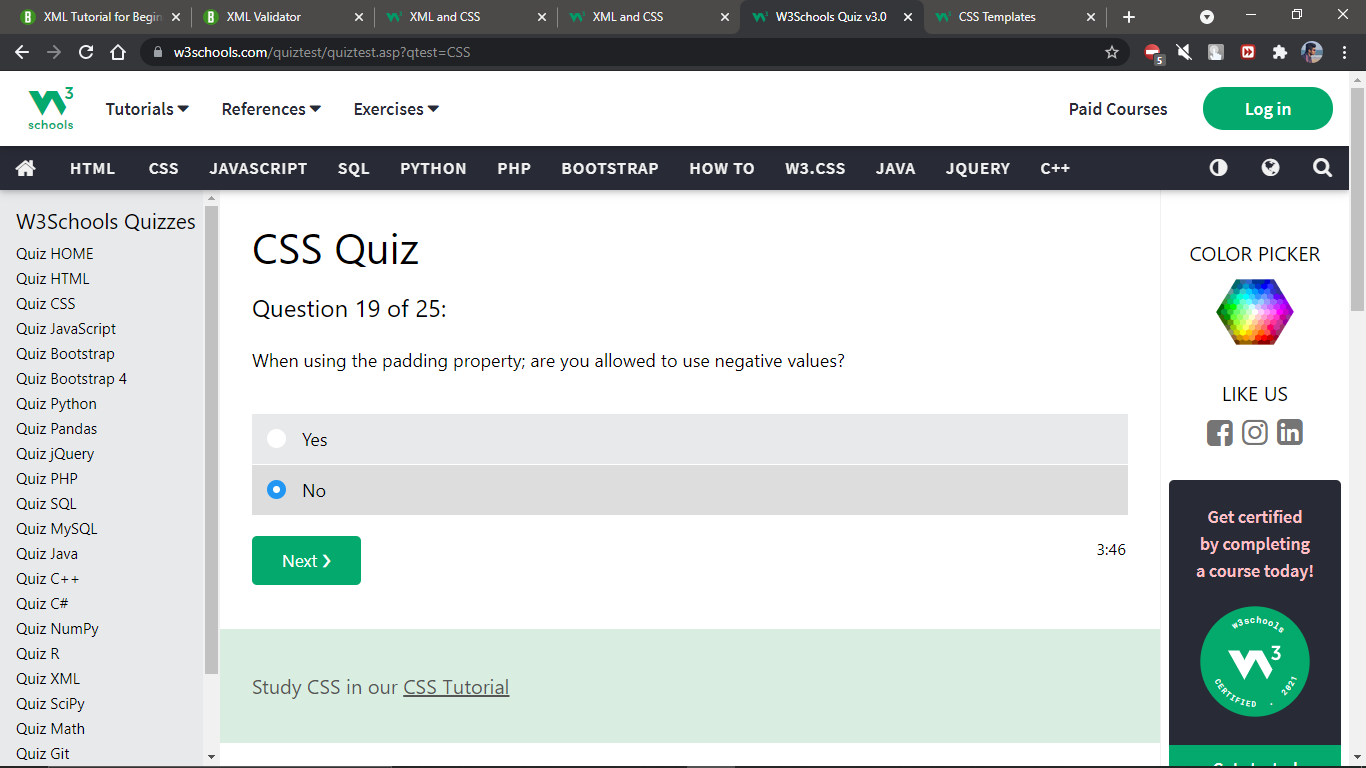 XML Tutorial for Begin
XML Validator
XML and CSS
XML and CSS
W3Schools Quiz v3.0
CSS Templates
w3schools.com/quiztest/quiztest.asp?qtest=CSS
5
3
schools
Tutorials
References
Exercises
Paid Courses
Log in
HTML
CSS
JAVASCRIPT
SQL
PYTHON
PHP
BOOTSTRAP
HOW TO
W3.CSS
JAVA
JQUERY
C++
W3Schools Quizzes
Quiz HOME
Quiz HTML
Quiz CSS
Quiz JavaScript
Quiz Bootstrap
Quiz Bootstrap 4
Quiz Python
Quiz Pandas
Quiz jQuery
Quiz PHP
Quiz SQL
Quiz MySQL
Quiz Java
Quiz C++
Quiz C#
Quiz NumPy
Quiz R
Quiz XML
Quiz SciPy
Quiz Math
Quiz Git
CSS Quiz
Question 19 of 25:
When using the padding property; are you allowed to use negative values?
Yes
No
Next ❯
3:46
Study CSS in our CSS Tutorial
COLOR PICKER
LIKE US
Get certified
by completing
a course today!
w3schools
3
CERTIFIED . 2021